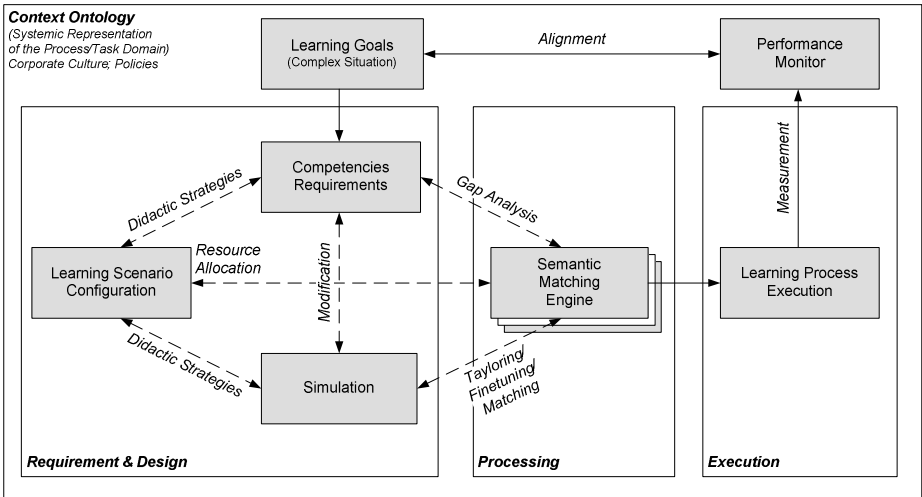 Context Ontology
(Systemic Representation
of the Process/Task Domain)
Corporate Culture; Policies
Learning Goals
(Complex Situation)
Alignment
Performance
Monitor
Competencies
Requirements
Didactic Strategies
Gap Analysis
Measurement
Resource
Allocation
Learning Scenario
Configuration
Modification
Semantic
Matching
Engine
Learning Process
Execution
Didactic Strategies
Simulation
Tayloring/
Finetuning/
Matching
Requirement & Design
Processing
Execution